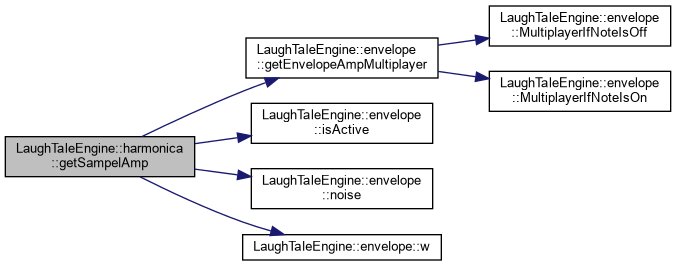 LaughTaleEngine::harmonica
::getSampelAmp
LaughTaleEngine::envelope
::getEnvelopeAmpMultiplayer
LaughTaleEngine::envelope
::MultiplayerIfNoteIsOff
LaughTaleEngine::envelope
::MultiplayerIfNoteIsOn
LaughTaleEngine::envelope
::isActive
LaughTaleEngine::envelope
::noise
LaughTaleEngine::envelope::w